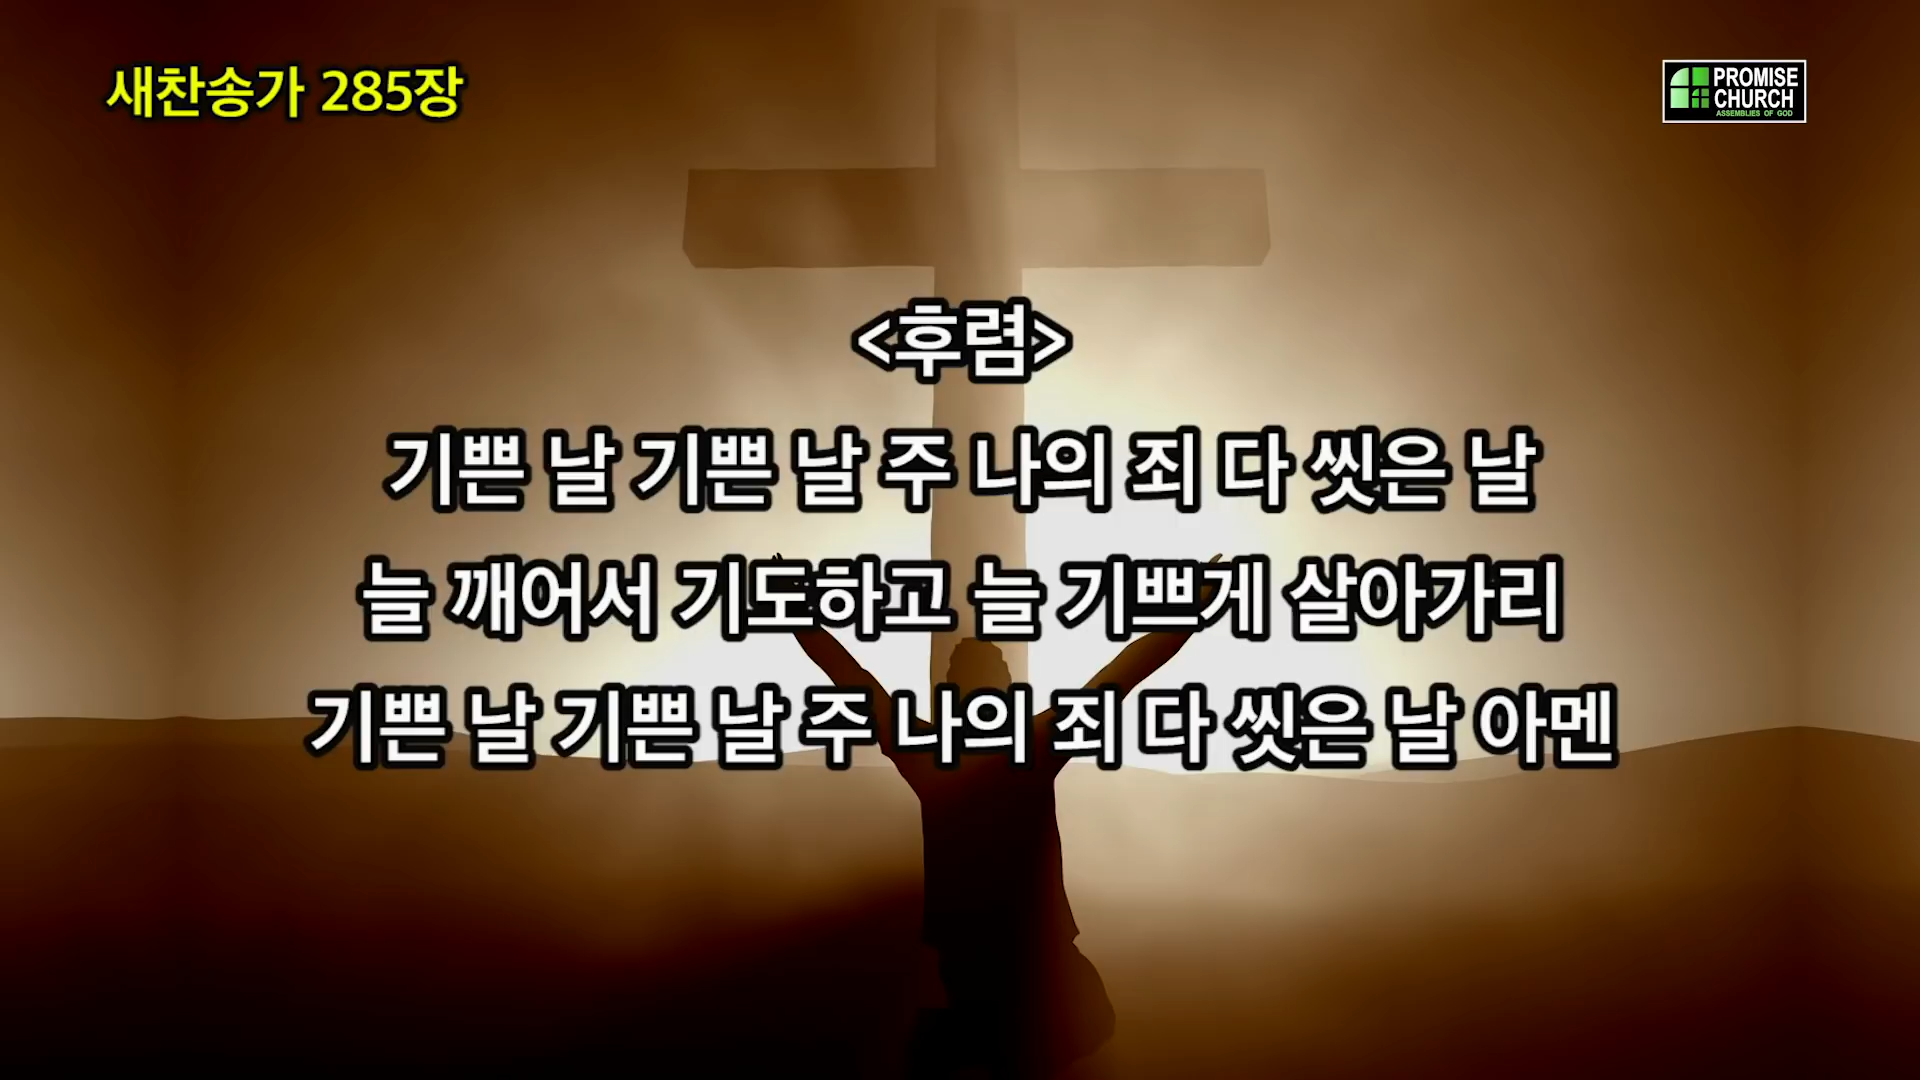 새찬송가 285장
PROMISE
CHURCH
ASSEMBLIES OF GOD
<후렴>
기쁜 날 기쁜 날 주 나의 죄 다 씻은 날
늘 깨어서 기도하고 늘 기쁘게 살아가리
기쁜 날 기쁜 날 주 나의 죄 다 씻은 날 아멘